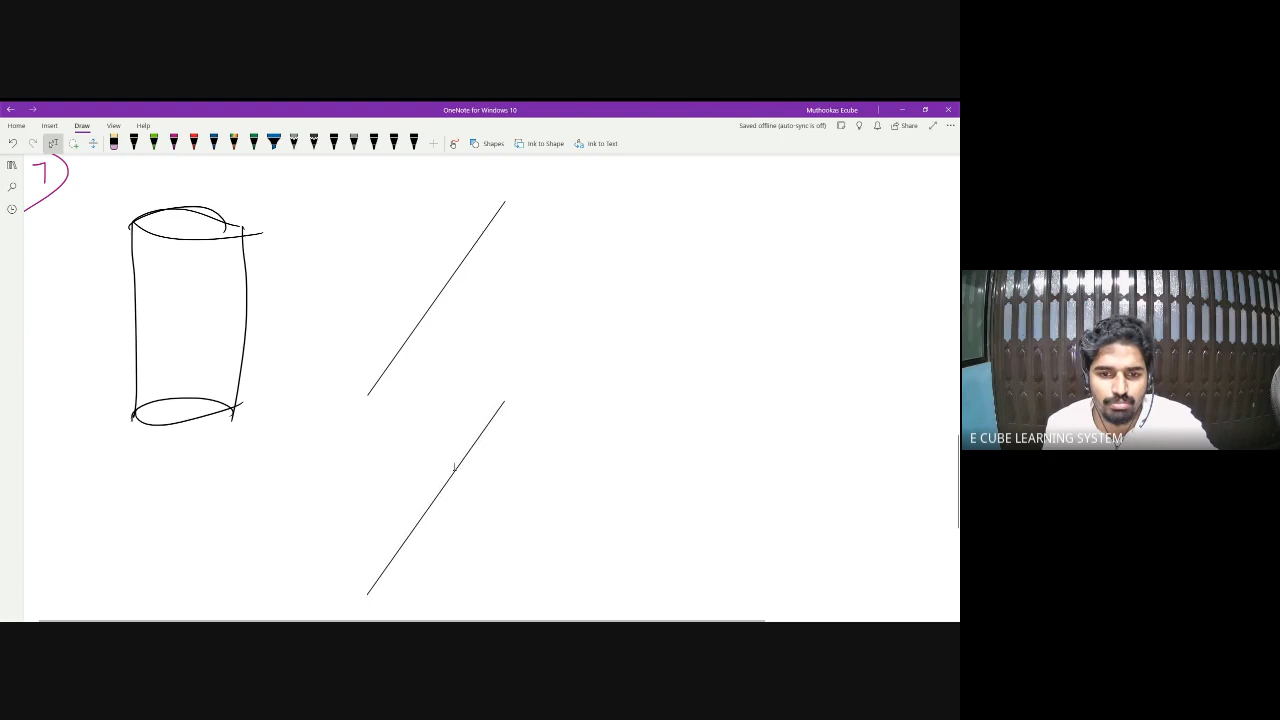 OneNote for Windows 10
Muthookas Ecube
Home Insert Draw View Help
Saved offline (auto-sync is off)
Share
Shapes
Ink to Shape
Ink to Text
7)
E CUBE LEARNING SYSTEM